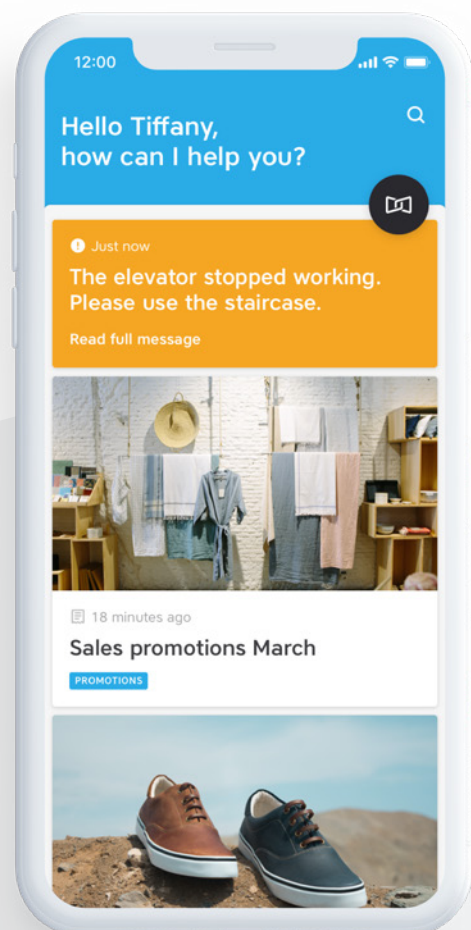 12:00
Hello Tiffany,
how can I help you?
Just now
The elevator stopped working.
Please use the staircase.
Read full message
18 minutes ago
Sales promotions March
PROMOTIONS